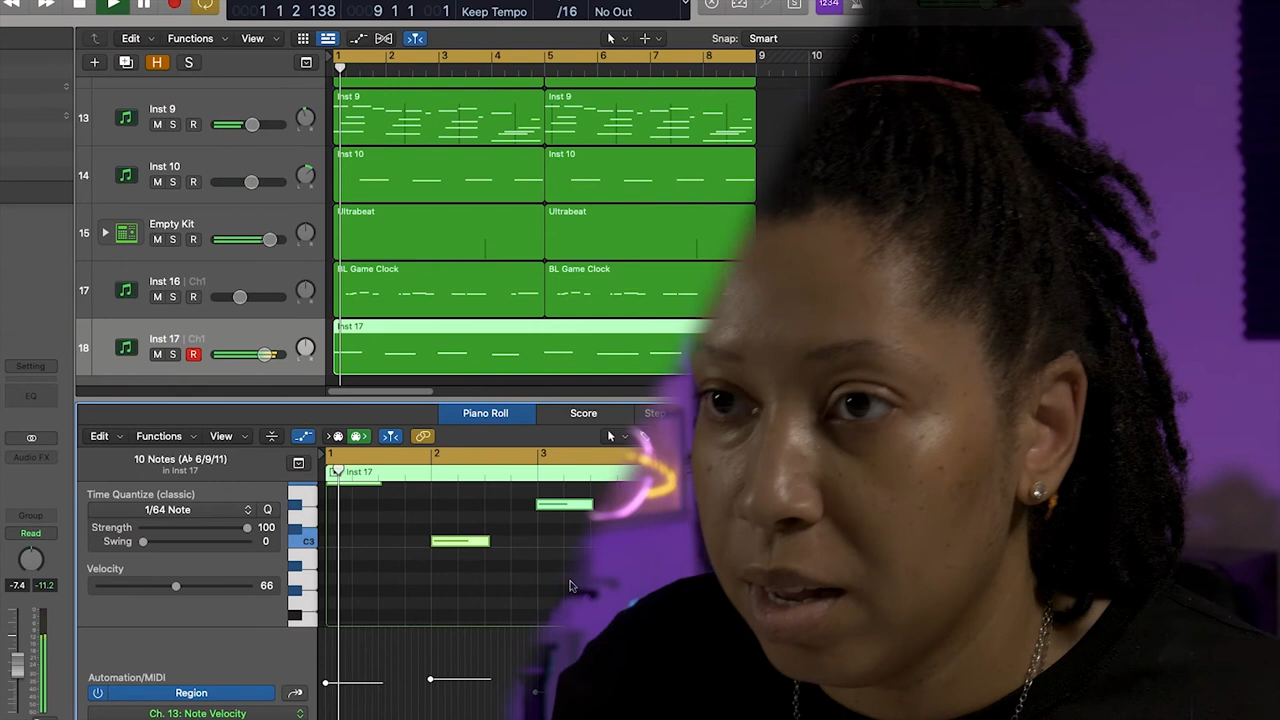 1 1 2 138
9 1 1 001
Keep Tempo
/16
No Out
1234
S
Edit
Functions
View
Snap:
Smart
H
S
1
2
3
4
5
6
7
8
9
10
13
Inst 9
M S R
Inst 9
Inst 9
14
Inst 10
M S R
Inst 10
Inst 10
15
Empty Kit
M S R
Ultrabeat
Ultrabeat
17
Inst 16 | Ch1
M S R
BL Game Clock
BL Game Clock
18
Inst 17 | Ch1
M S R
Inst 17
Setting
EQ
Audio FX
Group
Read
-7.4
-11.2
Piano Roll
Score
Step
Edit
Functions
View
10 Notes (A♭ 6/9/11)
in Inst 17
1
2
3
Inst 17
Time Quantize (classic)
1/64 Note
Q
Strength
100
Swing
0
C3
Velocity
66
Automation/MIDI
Region
Ch. 13: Note Velocity